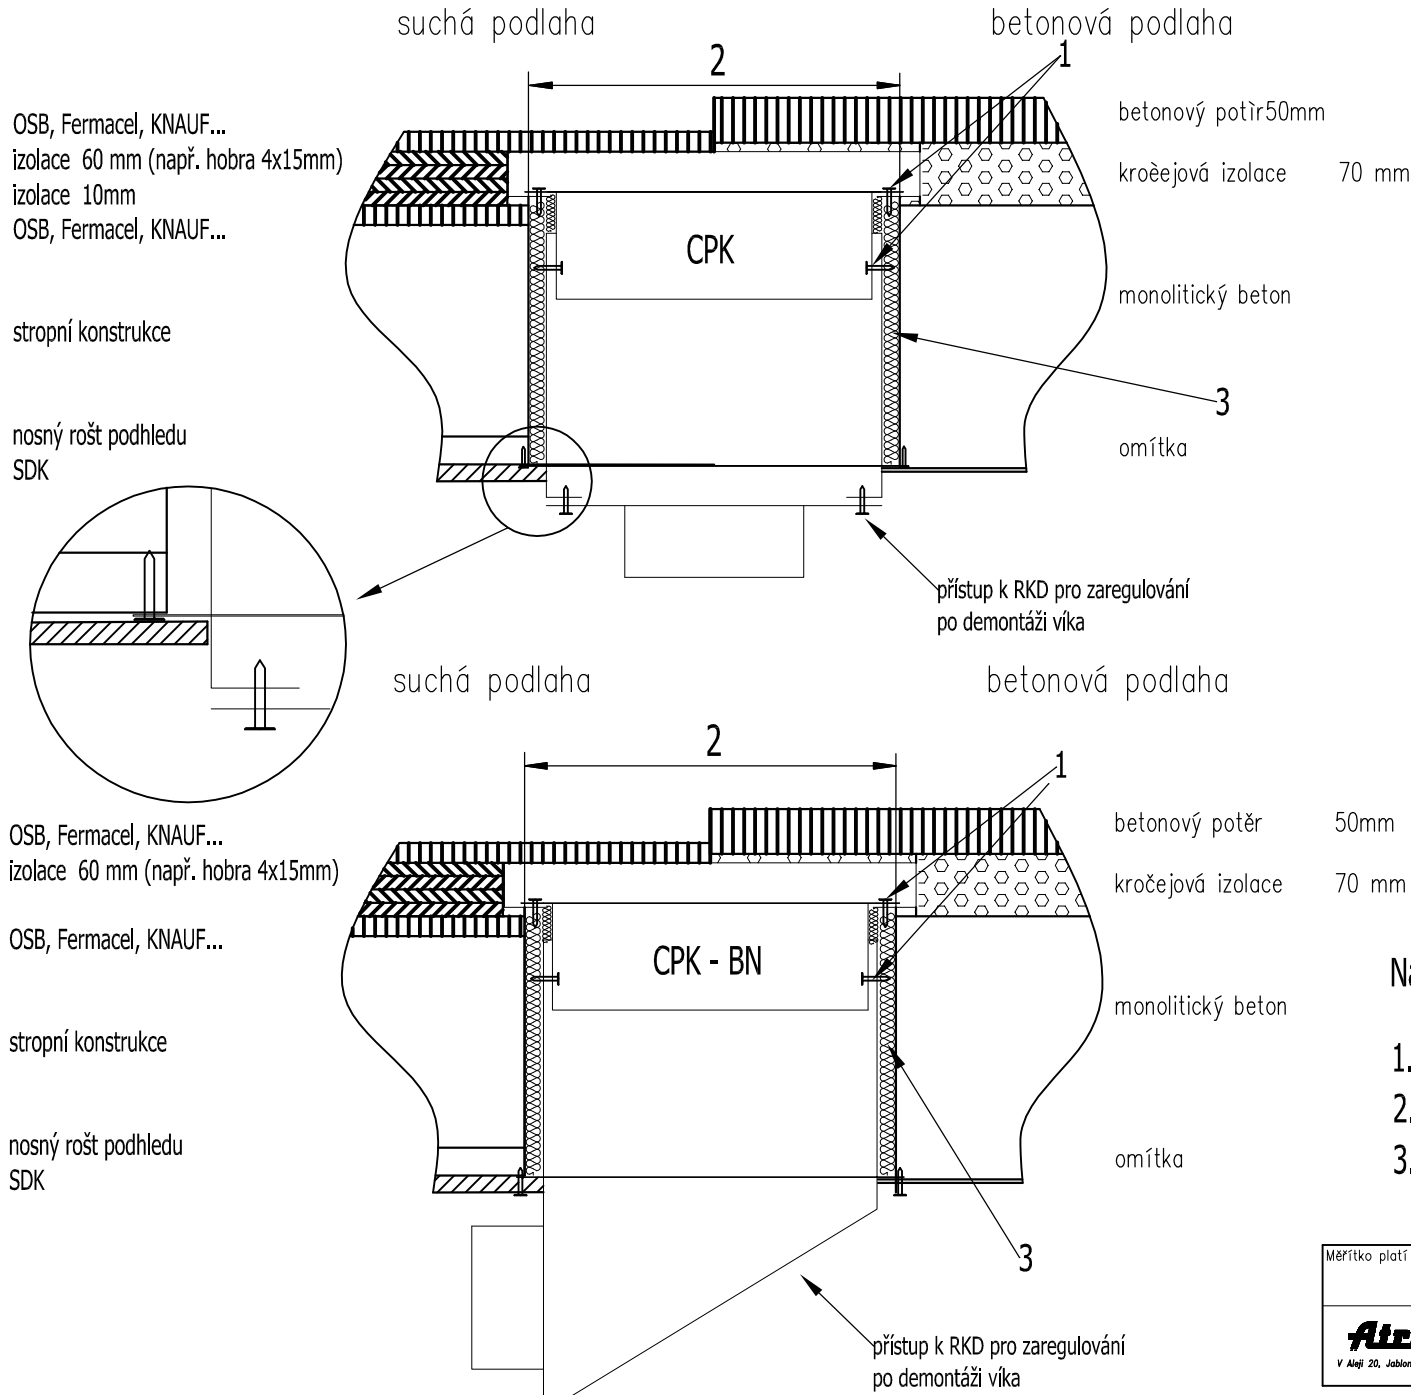 suchá podlaha
betonová podlaha
2
1
OSB, Fermacel, KNAUF...
izolace 60 mm (např. hobra 4x15mm)
izolace 10mm
OSB, Fermacel, KNAUF...
betonový potìr50mm
kroèejová izolace 70 mm
CPK
stropní konstrukce
monolitický beton
3
nosný rošt podhledu
SDK
omítka
přístup k RKD pro zaregulování
po demontáži víka
suchá podlaha
betonová podlaha
2
1
OSB, Fermacel, KNAUF...
izolace 60 mm (např. hobra 4x15mm)
OSB, Fermacel, KNAUF...
betonový potěr 50mm
kročejová izolace 70 mm
CPK - BN
stropní konstrukce
monolitický beton
nosný rošt podhledu
SDK
omítka
3
přístup k RKD pro zaregulování
po demontáži víka
1.
2.
3.
Měřítko platí
V Aleji 20,